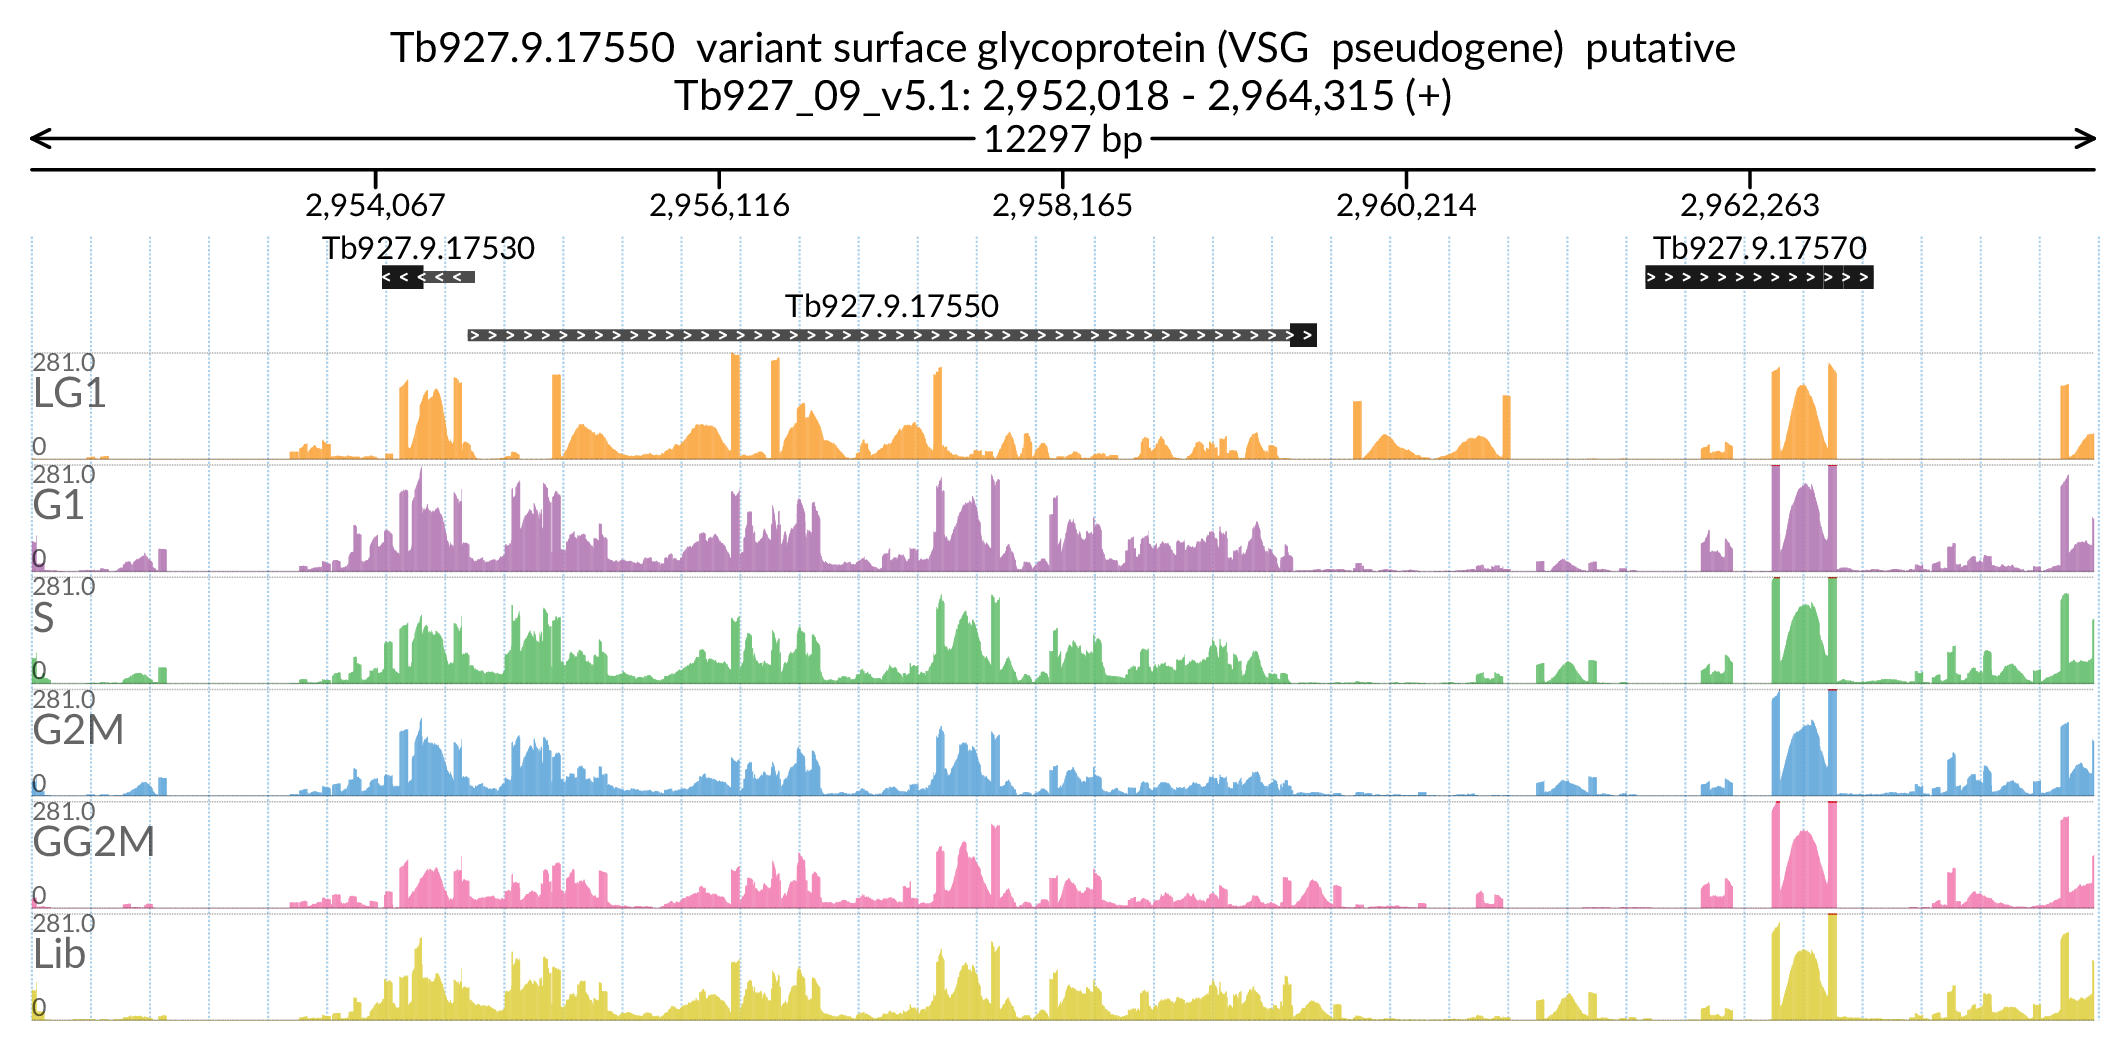 Tb927.9.17550 variant surface glycoprotein (VSG pseudogene) putative
Tb927_09_v5.1: 2,952,018 - 2,964,315 (+)
12297 bp
2,954,067 2,956,116 2,958,165 2,960,214 2,962,263
Tb927.9.17530 Tb927.9.17570
Tb927.9.17550
281.0
LG1
0
281.0
G1
0
281.0
S
0
281.0
G2M
0
281.0
GG2M
0
281.0
Lib
0